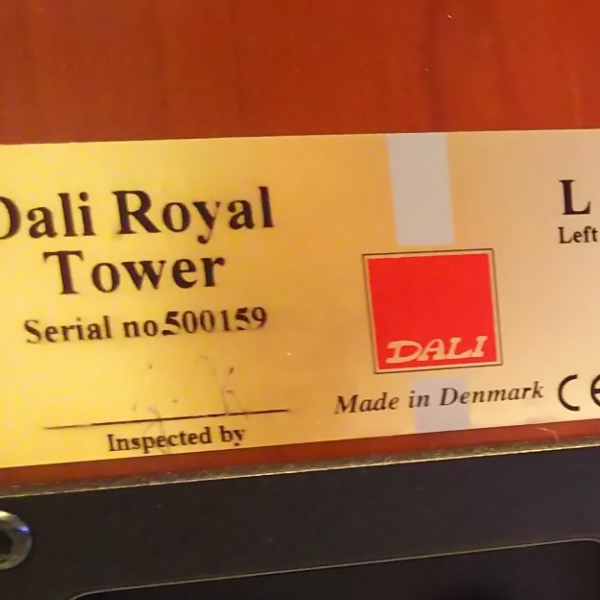 Dali Royal
Tower
Serial no.500159
Inspected by
DALI
Made in Denmark CE
L
Left